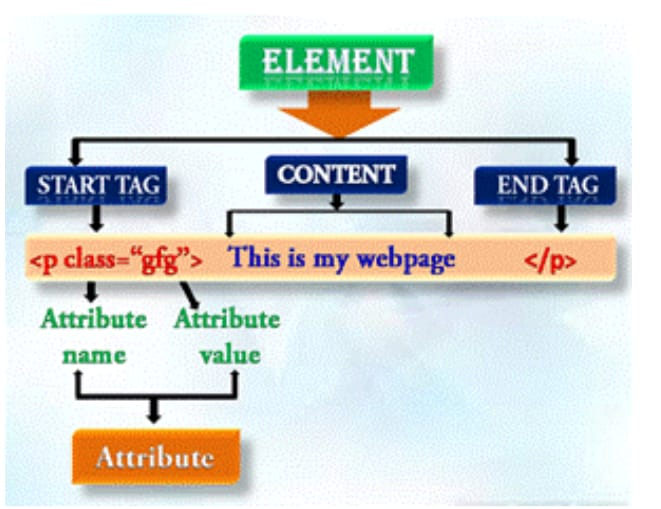 ELEMENT
START TAG
CONTENT
END TAG
<p class=“gfg”> This is my webpage </p>
Attribute name
Attribute value
Attribute